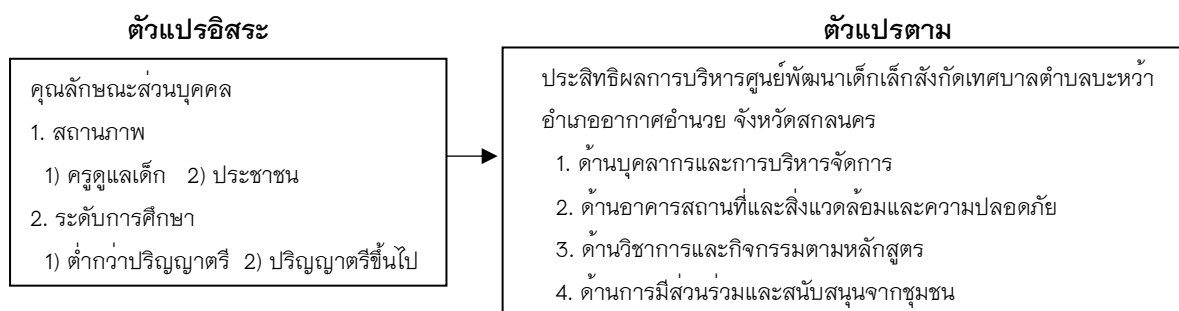 ตัวแปรอิสระ
คุณลักษณะส่วนบุคคล
1. สถานภาพ
1) ครูดูแลเด็ก 2) ประชาชน
2. ระดับการศึกษา
1) ต่ำกว่าปริญญาตรี 2) ปริญญาตรีขึ้นไป
ตัวแปรตาม
ประสิทธิผลการบริหารศูนย์พัฒนาเด็กเล็กสังกัดเทศบาลตำบลบะหว้า
อำเภออากาศอำนวย จังหวัดสกลนคร
1. ด้านบุคลากรและการบริหารจัดการ
2. ด้านอาคารสถานที่และสิ่งแวดล้อมและความปลอดภัย
3. ด้านวิชาการและกิจกรรมตามหลักสูตร
4. ด้านการมีส่วนร่วมและสนับสนุนจากชุมชน